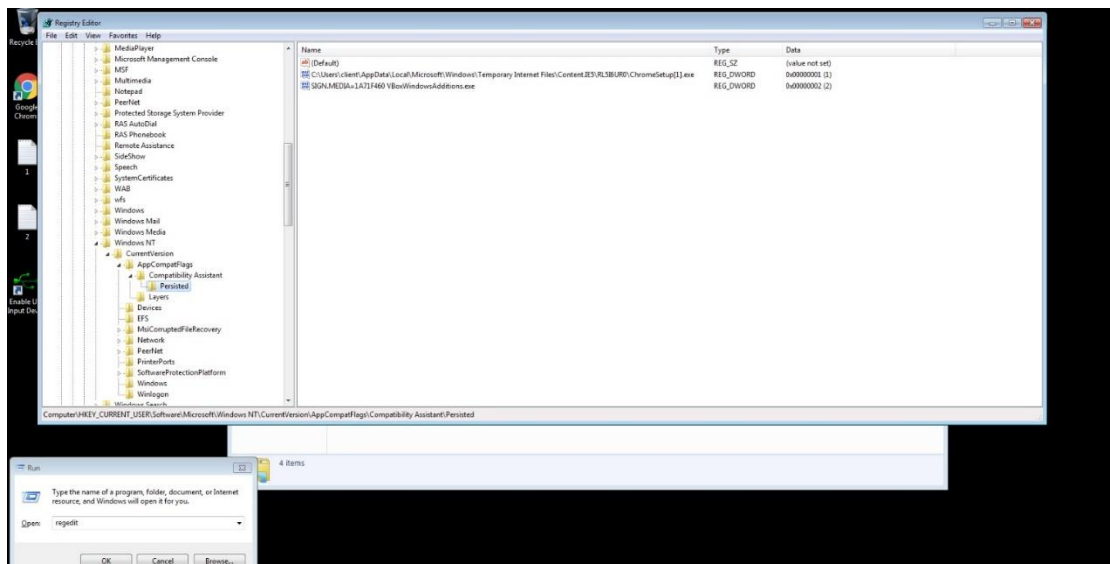 Registry Editor
File Edit View Favorites Help
Recycle
Google
Chrom
1
2
Enable U
Input Dev
MediaPlayer
Microsoft Management Console
MSF
Multimedia
Notepad
PeerNet
Protected Storage System Provider
RAS AutoDial
RAS Phonebook
Remote Assistance
SideShow
Speech
SystemCertificates
WAB
wfs
Windows
Windows Mail
Windows Media
Windows NT
CurrentVersion
AppCompatFlags
Compatibility Assistant
Persisted
Layers
Devices
EFS
MsiCorruptedFileRecovery
Network
PeerNet
PrinterPorts
SoftwareProtectionPlatform
Windows
Winlogon
Windows Search
Name Type Data
(Default) REG_SZ (value not set)
C:\Users\client\AppData\Local\Microsoft\Windows\Temporary Internet Files\Content.IE5\RL5IBUR0\ChromeSetup[1].exe REG_DWORD 0x00000001 (1)
SIGN.MEDIA=1A71F460 VBoxWindowsAdditions.exe REG_DWORD 0x00000002 (2)
Computer\HKEY_CURRENT_USER\Software\Microsoft\Windows NT\CurrentVersion\AppCompatFlags\Compatibility Assistant\Persisted
4 items
Run
Type the name of a program, folder, document, or Internet
resource, and Windows will open it for you.
Open: regedit
OK Cancel Browse...